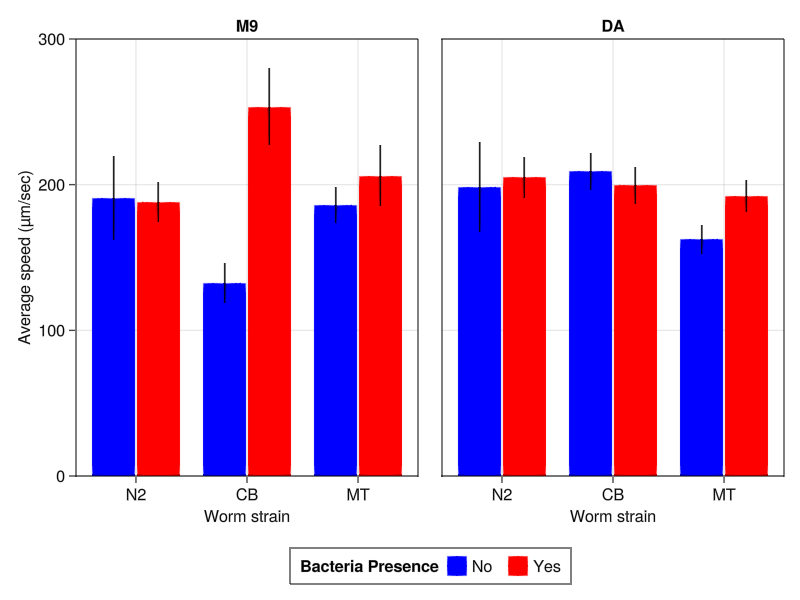 M9 DA
300
200
100
0
Average speed (µm/sec)
N2 CB MT N2 CB MT
Worm strain Worm strain
Bacteria Presence No Yes